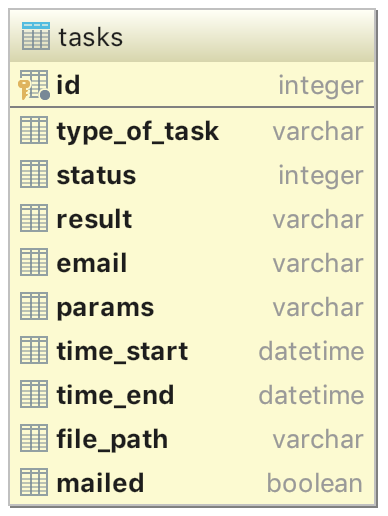 tasks
id integer
type_of_task varchar
status integer
result varchar
email varchar
params varchar
time_start datetime
time_end datetime
file_path varchar
mailed boolean